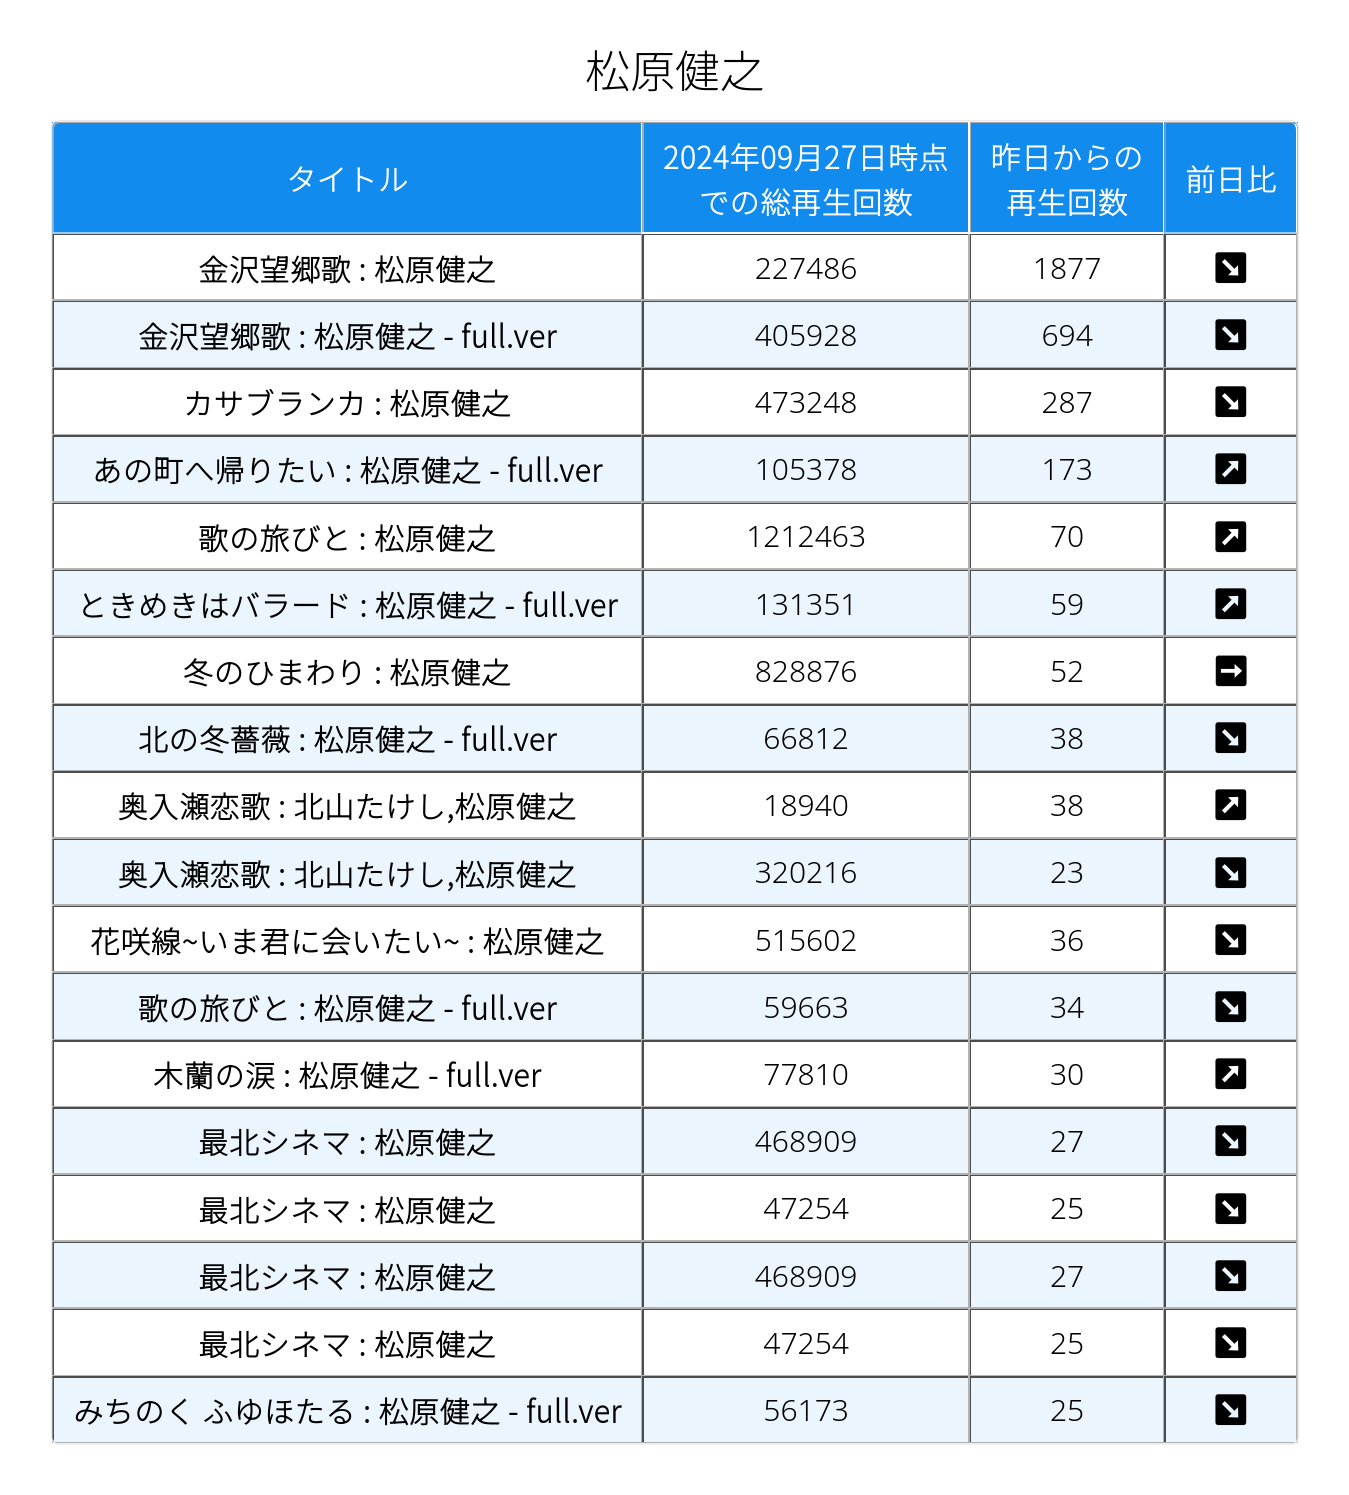 松原健之
タイトル 2024年09月27日時点 昨日からの 前日比
での総再生回数 再生回数
金沢望郷歌 : 松原健之 227486 1877 ↘
金沢望郷歌 : 松原健之 - full.ver 405928 694 ↘
カサブランカ : 松原健之 473248 287 ↘
あの町へ帰りたい : 松原健之 - full.ver 105378 173 ↗
歌の旅びと : 松原健之 1212463 70 ↗
ときめきはバラード : 松原健之 - full.ver 131351 59 ↗
冬のひまわり : 松原健之 828876 52 →
北の冬薔薇 : 松原健之 - full.ver 66812 38 ↘
奥入瀬恋歌 : 北山たけし,松原健之 18940 38 ↗
奥入瀬恋歌 : 北山たけし,松原健之 320216 23 ↘
花咲線~いま君に会いたい~ : 松原健之 515602 36 ↘
歌の旅びと : 松原健之 - full.ver 59663 34 ↘
木蘭の涙 : 松原健之 - full.ver 77810 30 ↗
最北シネマ : 松原健之 468909 27 ↘
最北シネマ : 松原健之 47254 25 ↘
最北シネマ : 松原健之 468909 27 ↘
最北シネマ : 松原健之 47254 25 ↘
みちのく ふゆほたる : 松原健之 - full.ver 56173 25 ↘